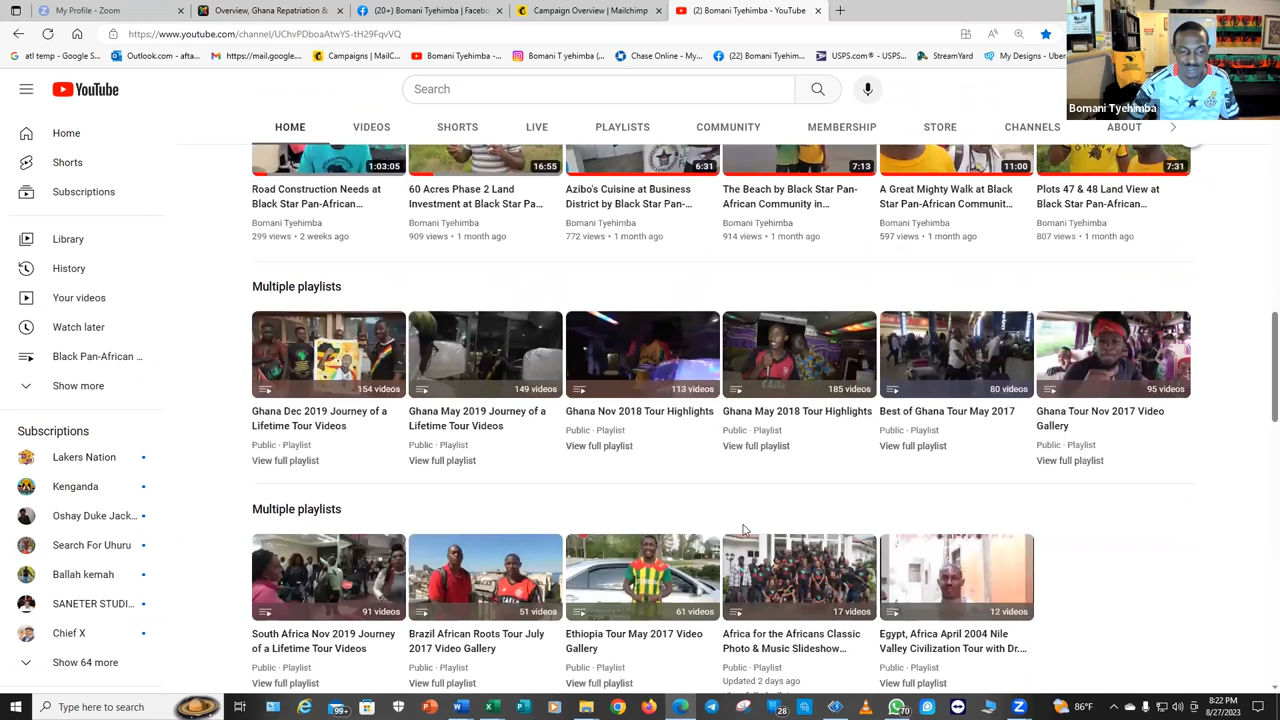 My Profile - Zoom
Overview, Ghana Repatriation &
(20+) Bomani Tyehimba | Faceb
Campaign Overview | Mailchimp
(2) Bomani Tyehimba - YouTube
https://www.youtube.com/channel/UChvPDboaAtwYS-tH29FqvVQ
atl temp - Google S...
Outlook.com - afta...
https://mail.google...
Campaigns | MailC...
Bomani Tyehimba -...
Bomani T yehimba (...
Chase Online - My...
(22) Bomani Tyehi...
USPS.com® - USPS...
StreamYard
My Designs - Uber
Bomani Tyehimba
YouTube
Search
HOME
VIDEOS
SHORTS
LIVE
PLAYLISTS
COMMUNITY
MEMBERSHIP
STORE
CHANNELS
ABOUT
Home
Shorts
Subscriptions
Library
History
Your videos
Watch later
Black Pan-African ...
Show more
Subscriptions
Lakers Nation
Kenganda
Oshay Duke Jack...
Search For Uhuru
Ballah kemah
SANETER STUDI...
Chief X
Show 64 more
1:03:05
16:55
6:31
7:13
11:00
7:31
Road Construction Needs at
Black Star Pan-African...
Bomani Tyehimba
299 views • 2 weeks ago
60 Acres Phase 2 Land
Investment at Black Star Pa...
Bomani Tyehimba
909 views • 1 month ago
Azibo's Cuisine at Business
District by Black Star Pan-...
Bomani Tyehimba
772 views • 1 month ago
The Beach by Black Star Pan-
African Community in...
Bomani Tyehimba
914 views • 1 month ago
A Great Mighty Walk at Black
Star Pan-African Communit...
Bomani Tyehimba
597 views • 1 month ago
Plots 47 & 48 Land View at
Black Star Pan-African...
Bomani Tyehimba
807 views • 1 month ago
Multiple playlists
154 videos
149 videos
113 videos
185 videos
80 videos
95 videos
Ghana Dec 2019 Journey of a
Lifetime Tour Videos
Public · Playlist
View full playlist
Ghana May 2019 Journey of a
Lifetime Tour Videos
Public · Playlist
View full playlist
Ghana Nov 2018 Tour Highlights
Public · Playlist
View full playlist
Ghana May 2018 Tour Highlights
Public · Playlist
View full playlist
Best of Ghana Tour May 2017
Public · Playlist
View full playlist
Ghana Tour Nov 2017 Video
Gallery
Public · Playlist
View full playlist
Multiple playlists
91 videos
51 videos
61 videos
17 videos
12 videos
South Africa Nov 2019 Journey
of a Lifetime Tour Videos
Public · Playlist
View full playlist
Brazil African Roots Tour July
2017 Video Gallery
Public · Playlist
View full playlist
Ethiopia Tour May 2017 Video
Gallery
Public · Playlist
View full playlist
Africa for the Africans Classic
Photo & Music Slideshow...
Public · Playlist
Updated 2 days ago
Egypt, Africa April 2004 Nile
Valley Civilization Tour with Dr....
Public · Playlist
View full playlist
Type here to search
99+
28
70
86°F
8:22 PM
8/27/2023